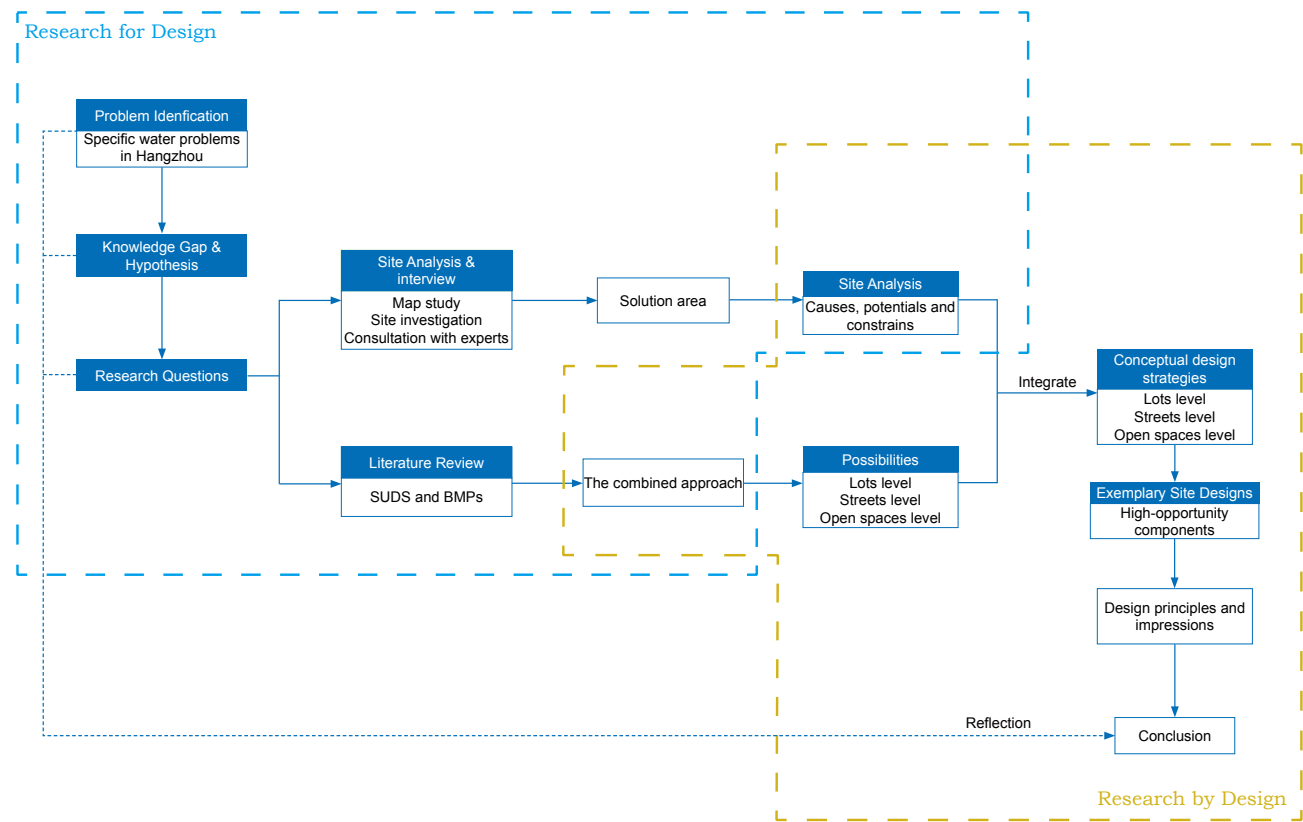 Research for Design
Problem Idenfication
Specific water problems
in Hangzhou
Knowledge Gap &
Hypothesis
Research Questions
Site Analysis &
interview
Map study
Site investigation
Consultation with experts
Solution area
Site Analysis
Causes, potentials and
constrains
Literature Review
SUDS and BMPs
The combined approach
Possibilities
Lots level
Streets level
Open spaces level
Integrate
Conceptual design
strategies
Lots level
Streets level
Open spaces level
Exemplary Site Designs
High-opportunity
components
Design principles and
impressions
Reflection
Conclusion
Research by Design